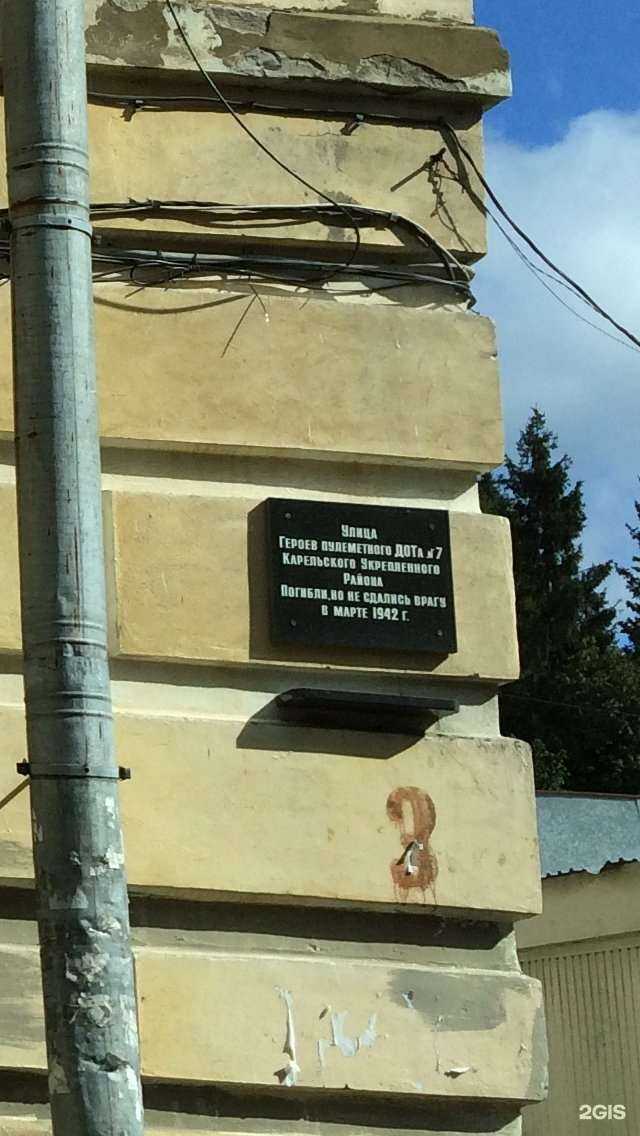 Улица
Героев пулеметного ДОТа №7
Карельского Укрепленного
Района
Погибли, но не сдались врагу
в марте 1942 г.
3
2GIS